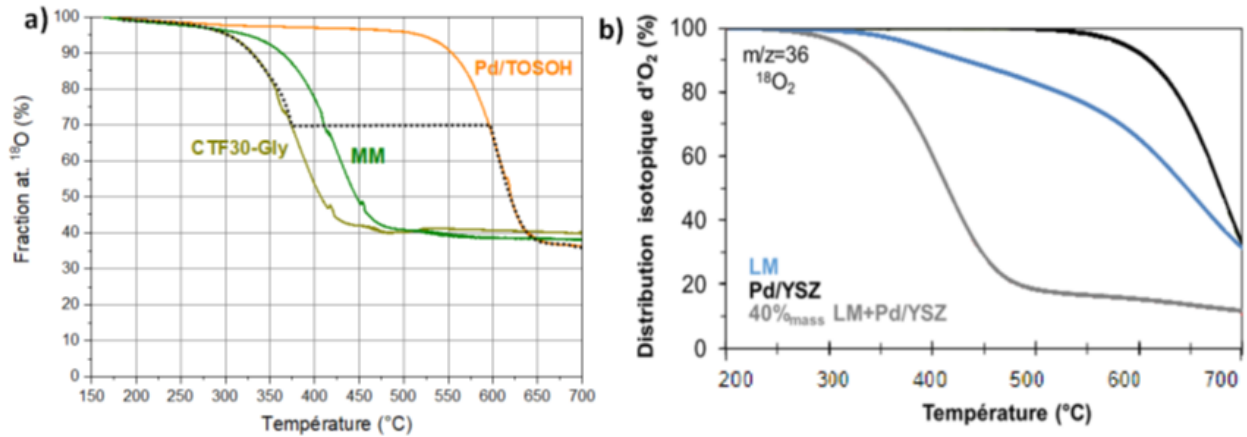 a)
Fraction at. ¹⁸O (%)
100
90
80
70
60
50
40
30
20
10
0
Pd/TOSOH
CTF30-Gly
MM
150 200 250 300 350 400 450 500 550 600 650 700
Température (°C)
b)
Distribution isotopique d'O₂ (%)
100
80
60
40
20
0
m/z=36
¹⁸O₂
LM
Pd/YSZ
40%mass LM+Pd/YSZ
200 300 400 500 600 700
Température (°C)